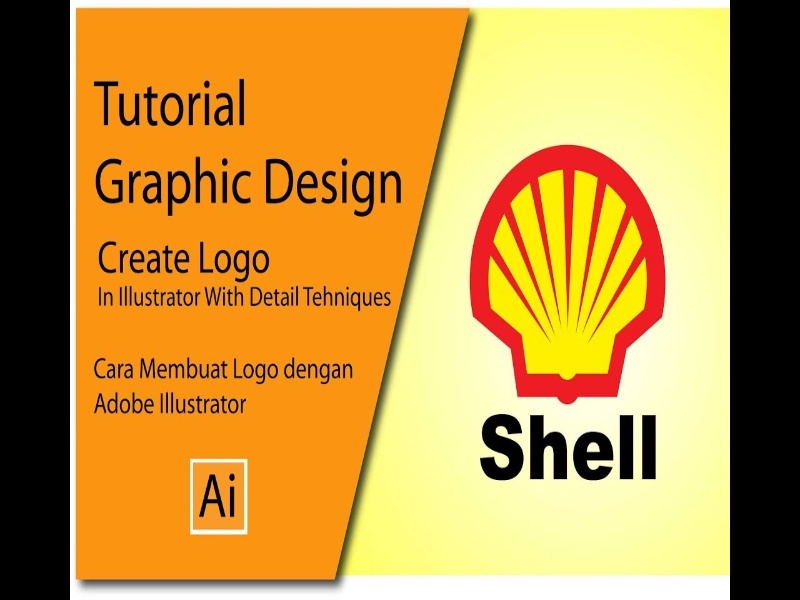 Tutorial
Graphic Design
Create Logo
In Illustrator With Detail Tehniques
Cara Membuat Logo dengan
Adobe Illustrator
Ai
Shell